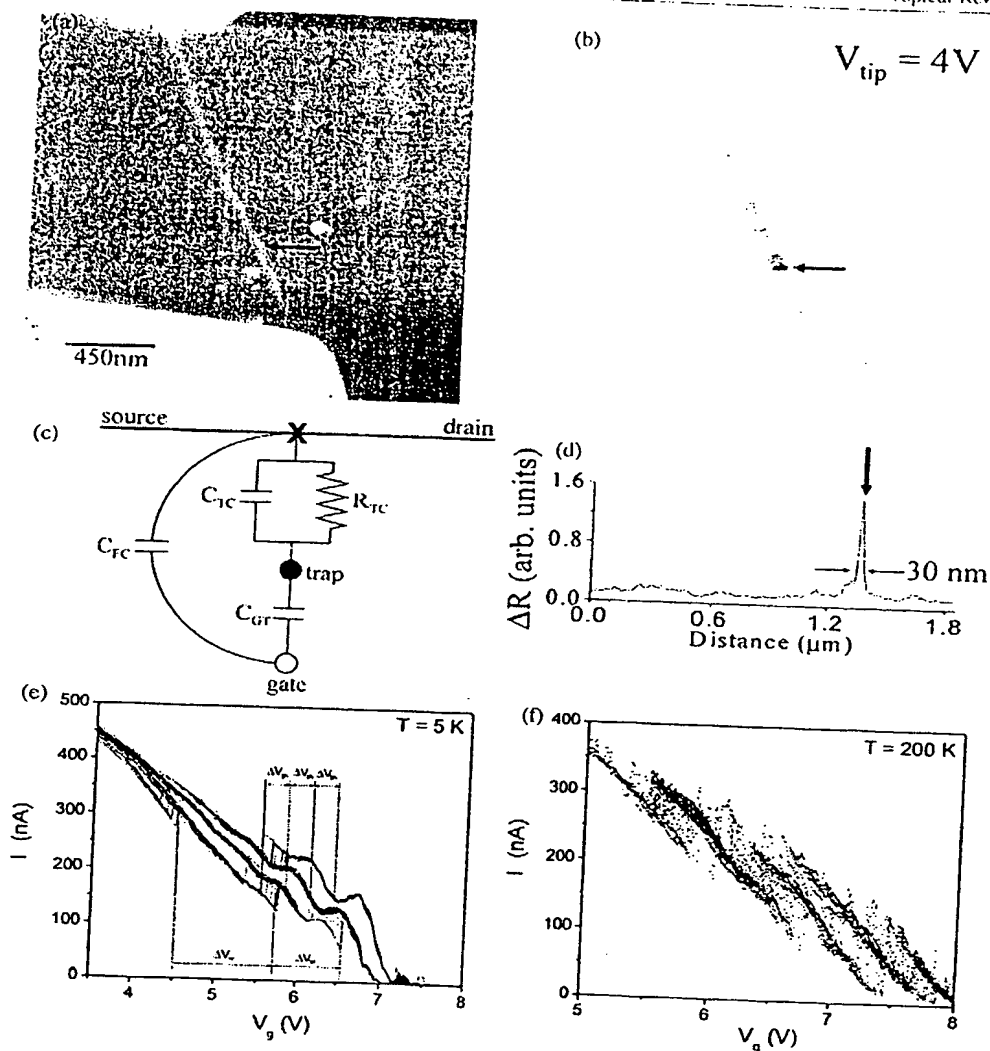 (a)
(b)
V_tip = 4V
450nm
(c)
source
drain
C_TC
R_TC
C_FC
trap
C_GT
gate
(d)
ΔR (arb. units)
1.6
0.8
0.0
30 nm
0.0
0.6
1.2
1.8
Distance (μm)
(e)
T = 5 K
I (nA)
500
400
300
200
100
0
4
5
6
7
8
V_g (V)
(f)
T = 200 K
I (nA)
400
300
200
100
0
5
6
7
8
V_g (V)